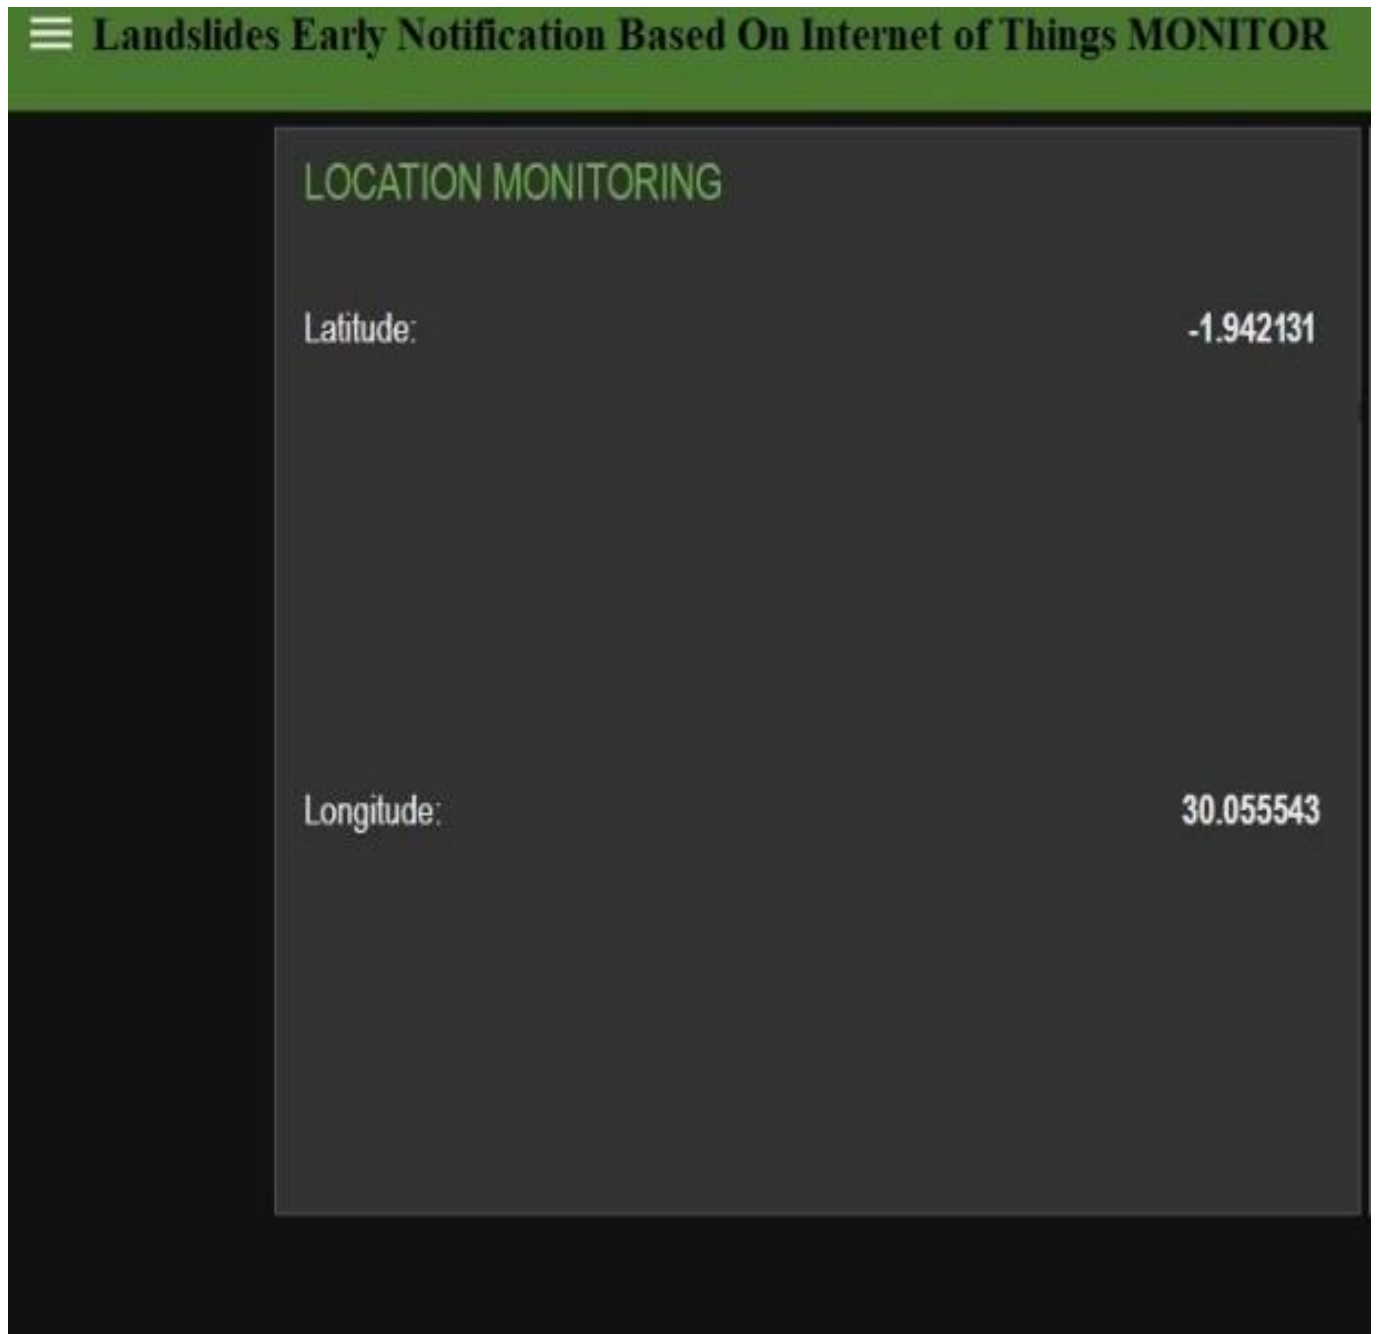 Landslides Early Notification Based On Internet of Things MONITOR
LOCATION MONITORING
Latitude: -1.942131
Longitude: 30.055543